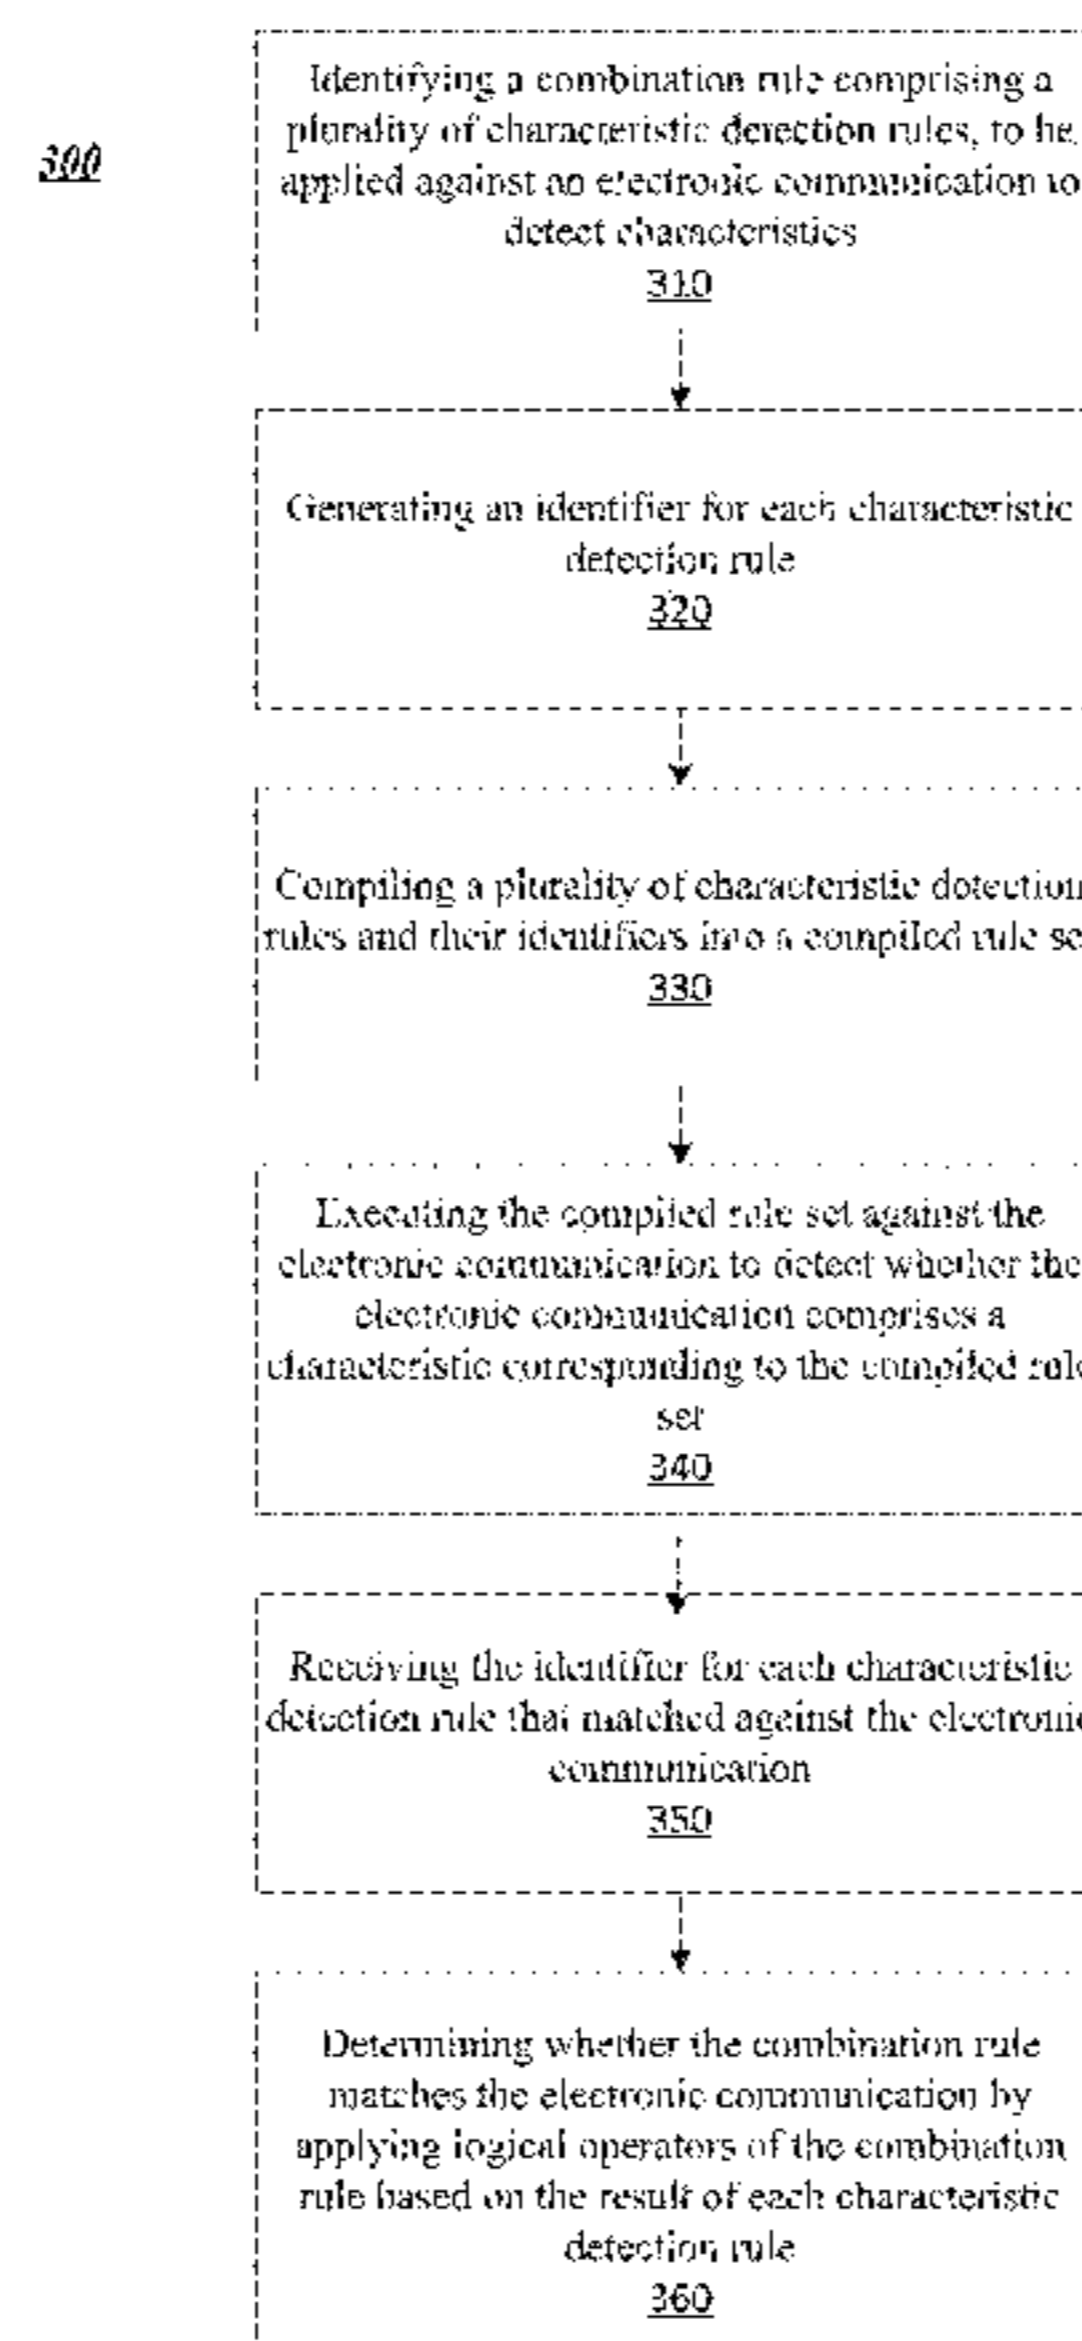 300
Identifying a combination rule comprising a
plurality of characteristic detection rules, to be
applied against an electronic communication to
detect characteristics
310
Generating an identifier for each characteristic
detection rule
320
Compiling a plurality of characteristic detection
rules and their identifiers into a compiled rule se
330
Executing the compiled rule set against the
electronic communication to detect whether the
electronic communication comprises a
characteristic corresponding to the compiled rule
set
340
Receiving the identifier for each characteristic
detection rule that matched against the electronic
communication
350
Determining whether the combination rule
matches the electronic communication by
applying logical operators of the combination
rule based on the result of each characteristic
detection rule
360